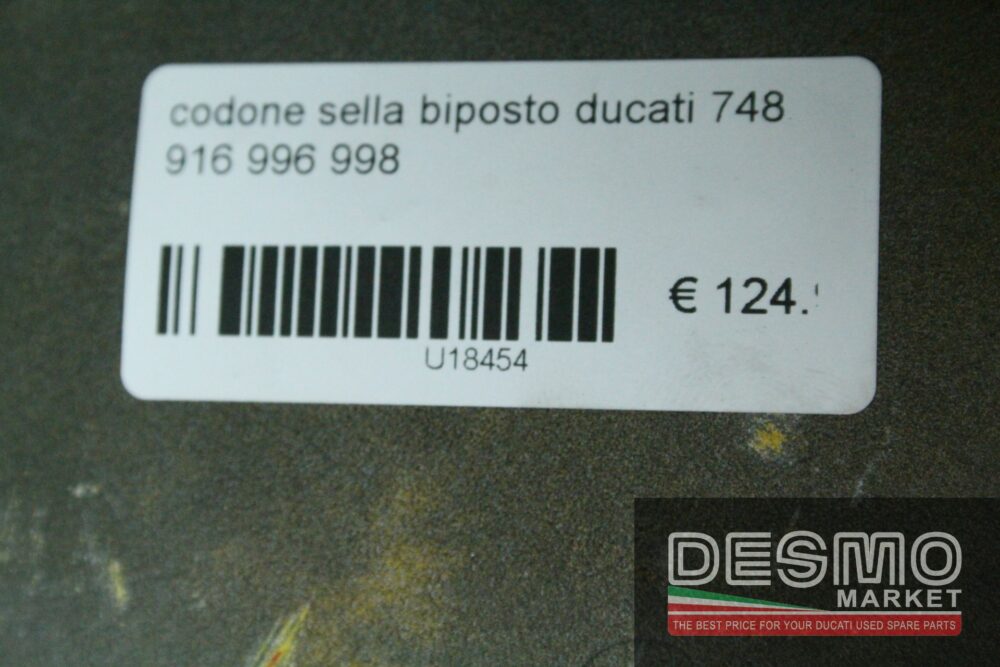 codone sella biposto ducati 748
916 996 998
€ 124.
U18454
DESMO
MARKET
THE BEST PRICE FOR YOUR DUCATI USED SPARE PARTS